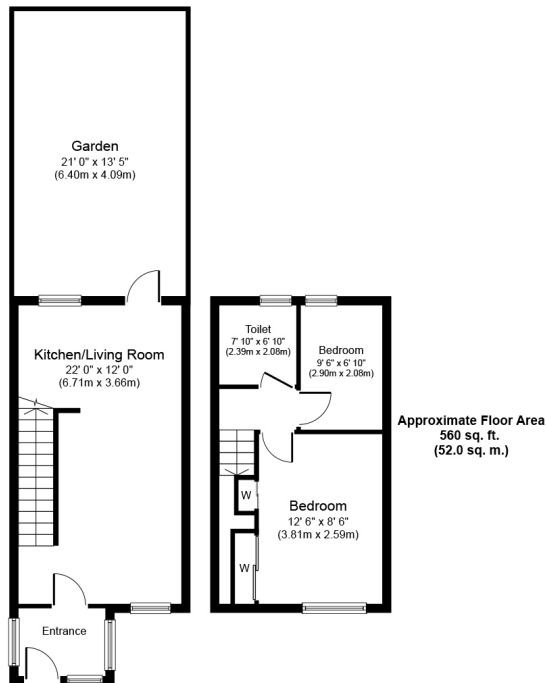 Garden
21' 0" x 13' 5"
(6.40m x 4.09m)
Kitchen/Living Room
22' 0" x 12' 0"
(6.71m x 3.66m)
Entrance
Toilet
7' 10" x 6' 10"
(2.39m x 2.08m)
Bedroom
9' 6" x 6' 10"
(2.90m x 2.08m)
W
W
Bedroom
12' 6" x 8' 6"
(3.81m x 2.59m)
Approximate Floor Area
560 sq. ft.
(52.0 sq. m.)